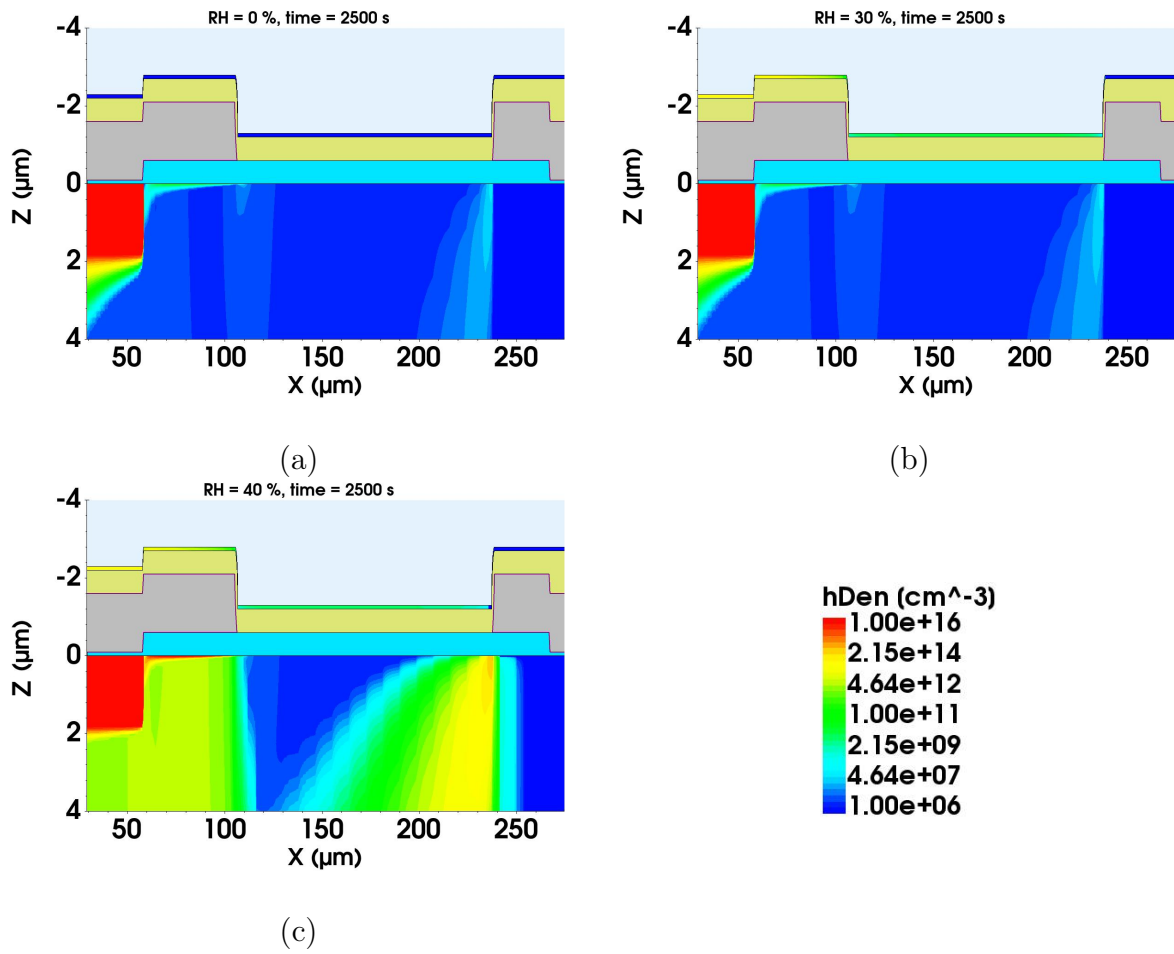 RH = 0 %, time = 2500 s
-4
-2
0
2
4
Z (µm)
50 100 150 200 250
X (µm)
(a)
RH = 30 %, time = 2500 s
-4
-2
0
2
4
Z (µm)
50 100 150 200 250
X (µm)
(b)
RH = 40 %, time = 2500 s
-4
-2
0
2
4
Z (µm)
50 100 150 200 250
X (µm)
(c)
hDen (cm^-3)
1.00e+16
2.15e+14
4.64e+12
1.00e+11
2.15e+09
4.64e+07
1.00e+06